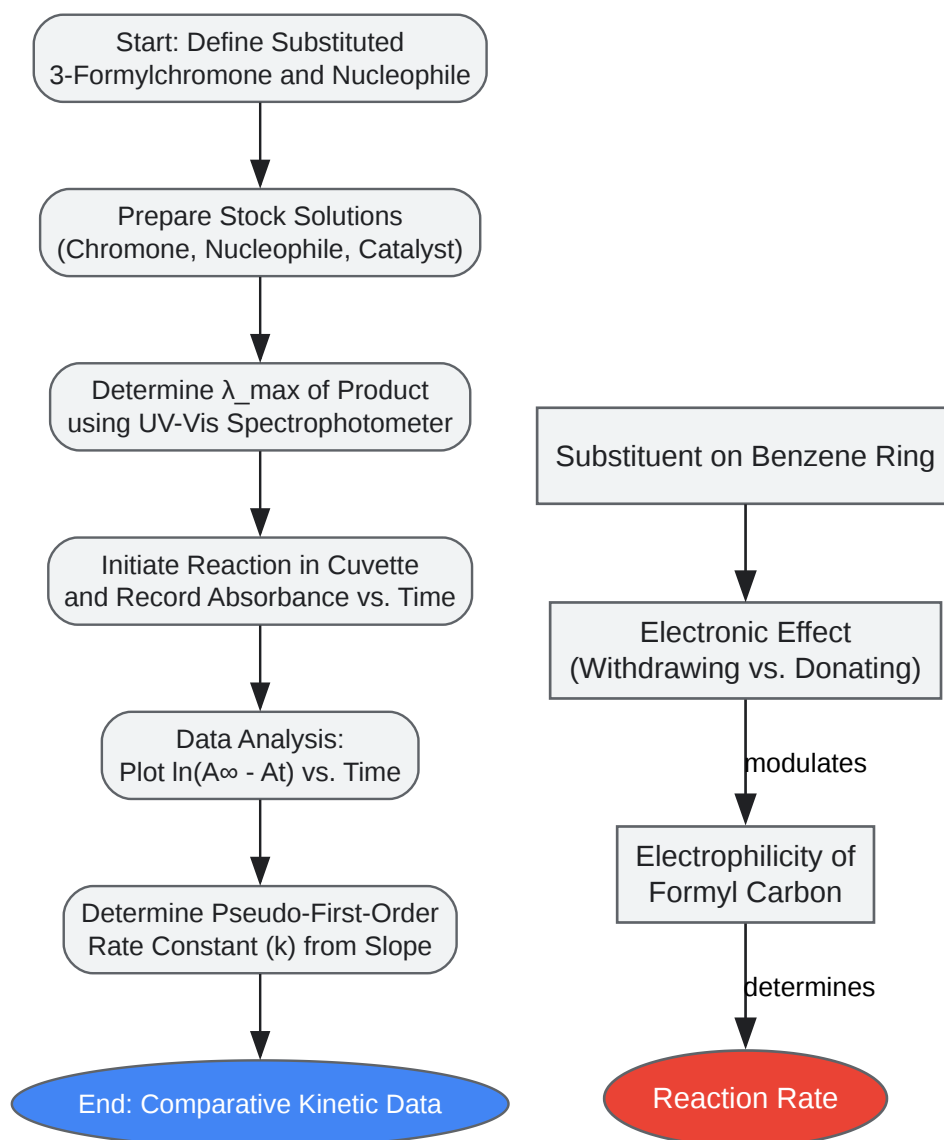 Start: Define Substituted
3-Formylchromone and Nucleophile
Prepare Stock Solutions
(Chromone, Nucleophile, Catalyst)
Determine λ_max of Product
using UV-Vis Spectrophotometer
Initiate Reaction in Cuvette
and Record Absorbance vs. Time
Data Analysis:
Plot ln(A∞ - At) vs. Time
Determine Pseudo-First-Order
Rate Constant (k) from Slope
End: Comparative Kinetic Data
Substituent on Benzene Ring
Electronic Effect
(Withdrawing vs. Donating)
modulates
Electrophilicity of
Formyl Carbon
determines
Reaction Rate